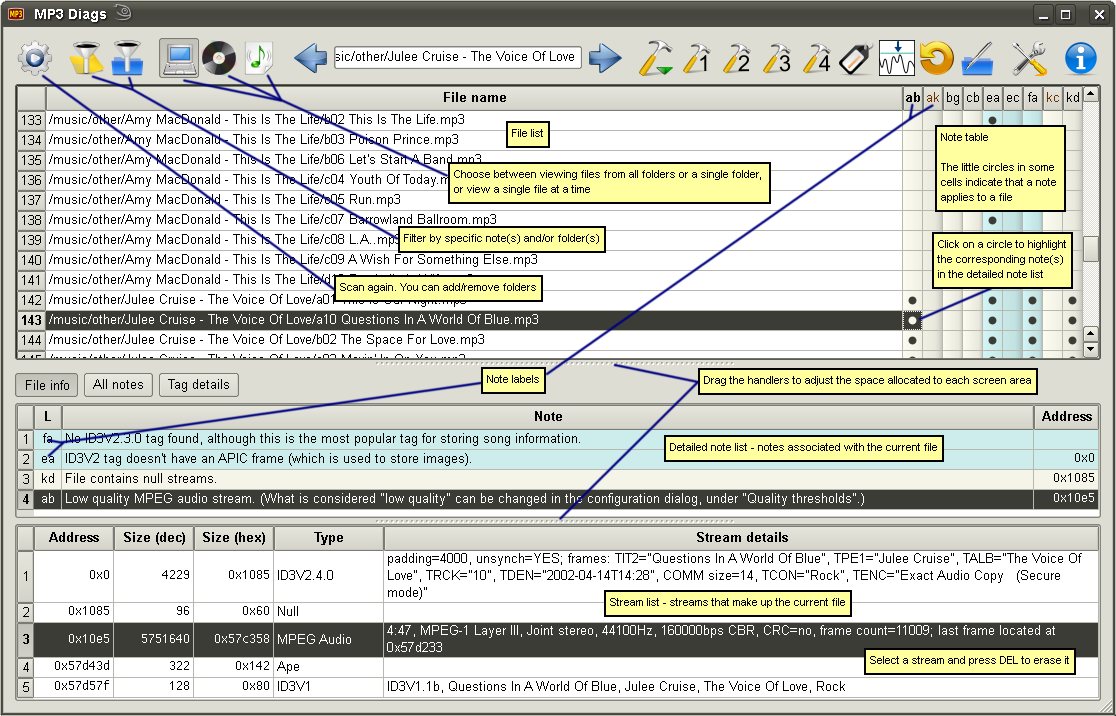 MP3 MP3 Diags
sic/other/Julee Cruise - The Voice Of Love
1 2 3 4
File name ab ak bg cb ea ec fa kc kd
133 /music/other/Amy MacDonald - This Is The Life/b02 This Is The Life.mp3
134 /music/other/Amy MacDonald - This Is The Life/b03 Poison Prince.mp3
File list
Note table
The little circles in some
cells indicate that a note
applies to a file
135 /music/other/Amy MacDonald - This Is The Life/b06 Let's Start A Band.mp3
136 /music/other/Amy MacDonald - This Is The Life/c04 Youth Of Today.m
Choose between viewing files from all folders or a single folder,
or view a single file at a time
137 /music/other/Amy MacDonald - This Is The Life/c05 Run.mp3
138 /music/other/Amy MacDonald - This Is The Life/c07 Barrowland Ballroom.mp3
139 /music/other/Amy MacDonald - This Is The Life/c08 L.A..mp3
Filter by specific note(s) and/or folder(s)
Click on a circle to highlight
the corresponding note(s)
in the detailed note list
140 /music/other/Amy MacDonald - This Is The Life/c09 A Wish For Something Else.mp3
141 /music/other/Amy MacDonald - This Is The Life/d
Scan again. You can add/remove folders
142 /music/other/Julee Cruise - The Voice Of Love/a01 This Is Our Night.mp3
143 /music/other/Julee Cruise - The Voice Of Love/a10 Questions In A World Of Blue.mp3
144 /music/other/Julee Cruise - The Voice Of Love/b02 The Space For Love.mp3
145 /music/other/Julee Cruise - The Voice Of Love/b03 Movin' In On You.mp3
File info All notes Tag details
Note labels
Drag the handlers to adjust the space allocated to each screen area
L Note Address
1 fa No ID3V2.3.0 tag found, although this is the most popular tag for storing song information.
2 ea ID3V2 tag doesn't have an APIC frame (which is used to store images). 0x0
Detailed note list - notes associated with the current file
3 kd File contains null streams. 0x1085
4 ab Low quality MPEG audio stream. (What is considered "low quality" can be changed in the configuration dialog, under "Quality thresholds".) 0x10e5
Address Size (dec) Size (hex) Type Stream details
1 0x0 4229 0x1085 ID3V2.4.0 padding=4000, unsynch=YES; frames: TIT2="Questions In A World Of Blue", TPE1="Julee Cruise", TALB="The Voice Of
Love", TRCK="10", TDEN="2002-04-14T14:28", COMM size=14, TCON="Rock", TENC="Exact Audio Copy (Secure
mode)"
2 0x1085 96 0x60 Null
Stream list - streams that make up the current file
3 0x10e5 5751640 0x57c358 MPEG Audio 4:47, MPEG-1 Layer III, Joint stereo, 44100Hz, 160000bps CBR, CRC=no, frame count=11009; last frame located at
0x57d233
4 0x57d43d 322 0x142 Ape
Select a stream and press DEL to erase it
5 0x57d57f 128 0x80 ID3V1 ID3V1.1b, Questions In A World Of Blue, Julee Cruise, The Voice Of Love, Rock